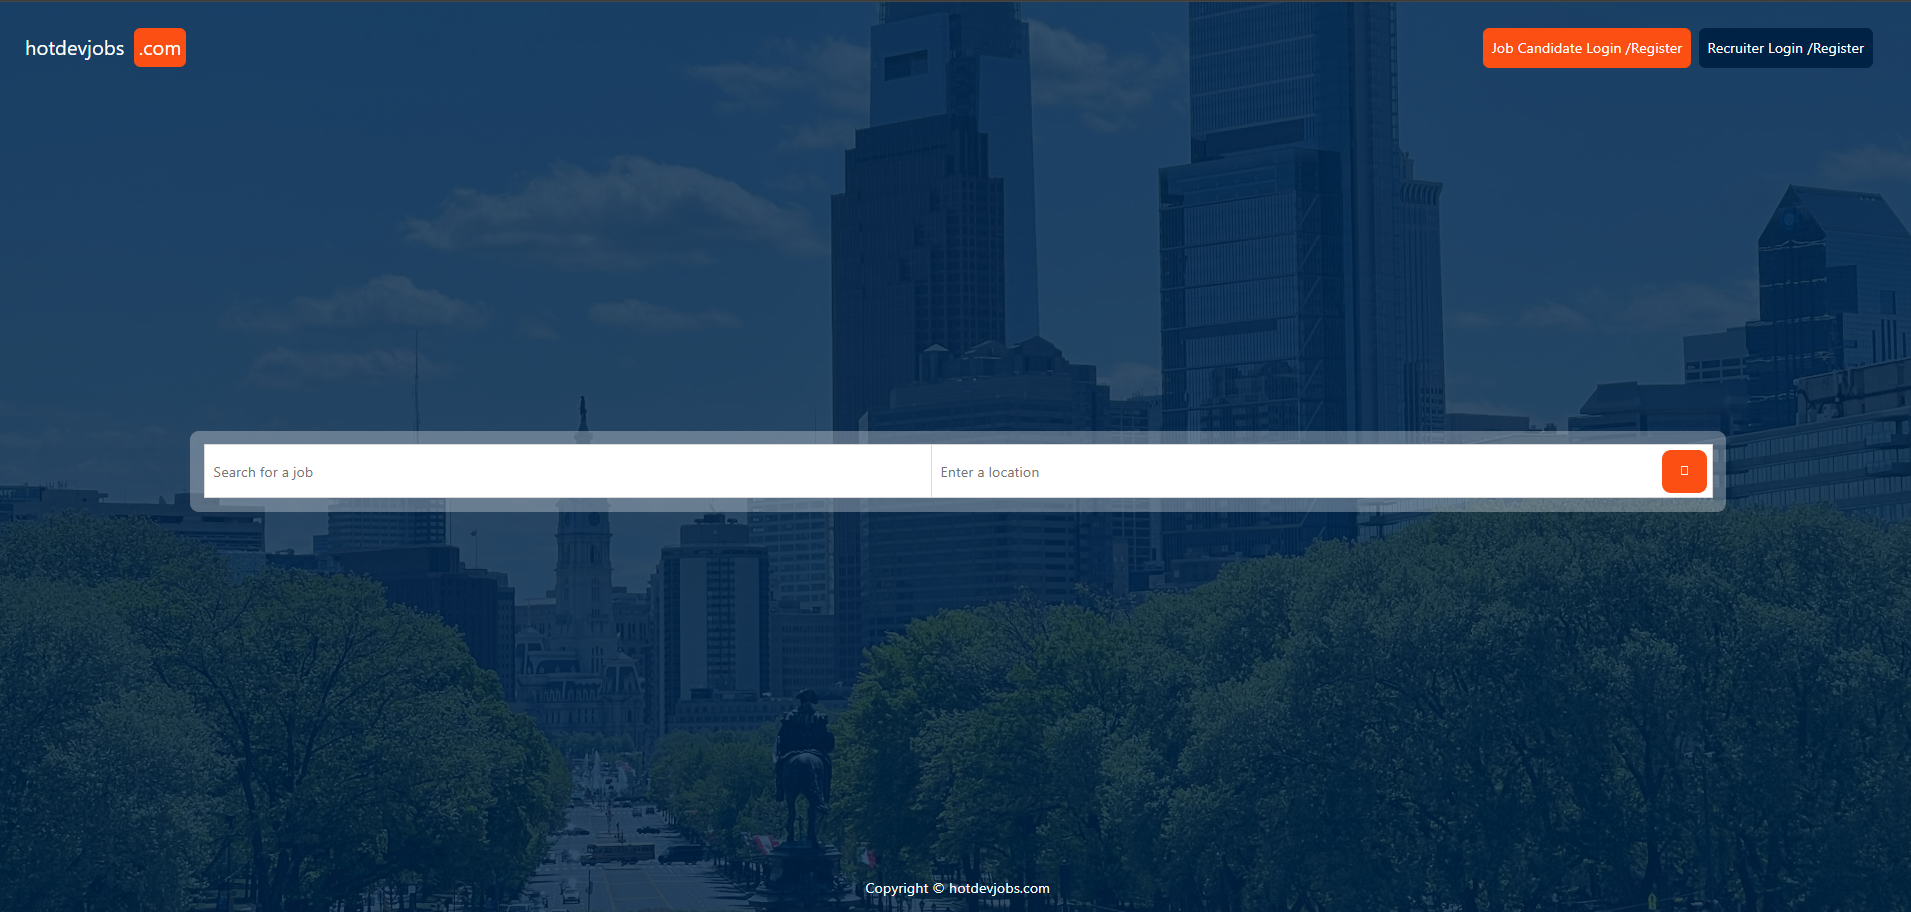 hotdevjobs .com
Job Candidate Login /Register
Recruiter Login /Register
Search for a job
Enter a location
Copyright © hotdevjobs.com